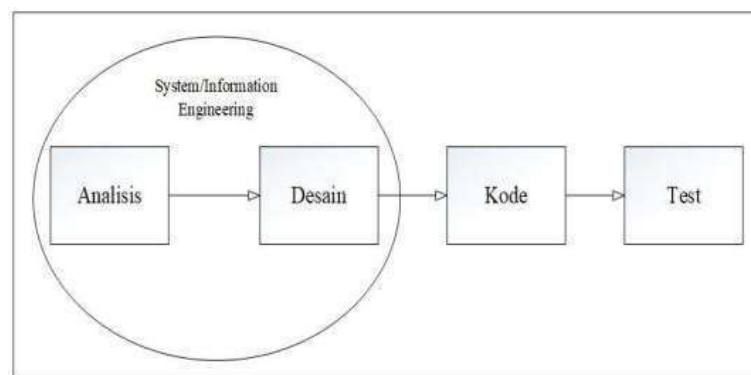 System/Information
Engineering
Analisis
Desain
Kode
Test